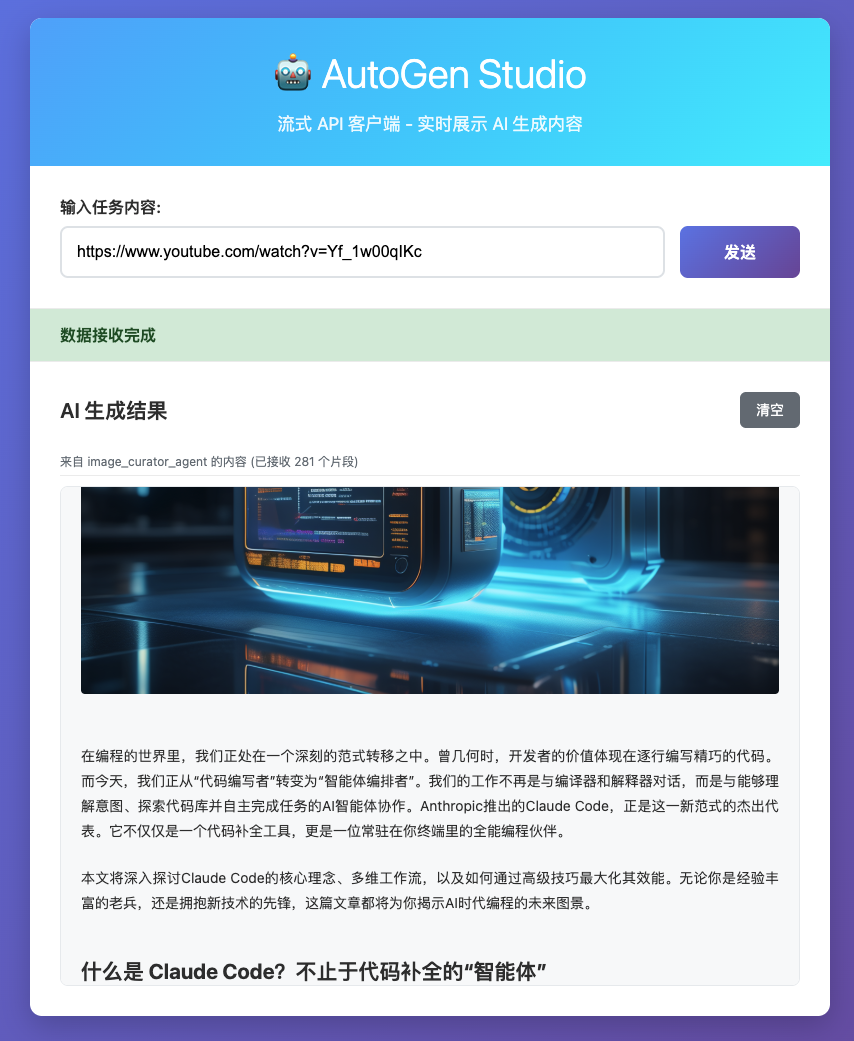 🤖 AutoGen Studio
流式 API 客户端 - 实时展示 AI 生成内容
输入任务内容:
https://www.youtube.com/watch?v=Yf_1w00qIKc
发送
数据接收完成
AI 生成结果
清空
来自 image_curator_agent 的内容 (已接收 281 个片段)
在编程的世界里，我们正处在一个深刻的范式转移之中。曾几何时，开发者的价值体现在逐行编写精巧的代码。
而今天，我们正从“代码编写者”转变为“智能体编排者”。我们的工作不再是与编译器和解释器对话，而是与能够理
解意图、探索代码库并自主完成任务的AI智能体协作。Anthropic推出的Claude Code，正是这一新范式的杰出代
表。它不仅仅是一个代码补全工具，更是一位常驻在你终端里的全能编程伙伴。
本文将深入探讨Claude Code的核心理念、多维工作流，以及如何通过高级技巧最大化其效能。无论你是经验丰
富的老兵，还是拥抱新技术的先锋，这篇文章都将为你揭示AI时代编程的未来图景。
什么是 Claude Code？不止于代码补全的“智能体”